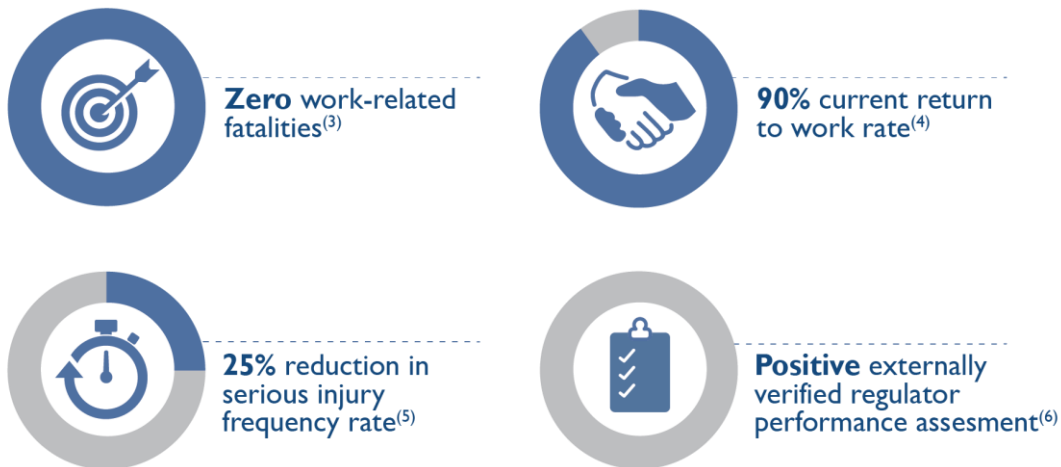 Zero work-related
fatalities(3)
90% current return
to work rate(4)
25% reduction in
serious injury
frequency rate(5)
Positive externally
verified regulator
performance assesment(6)